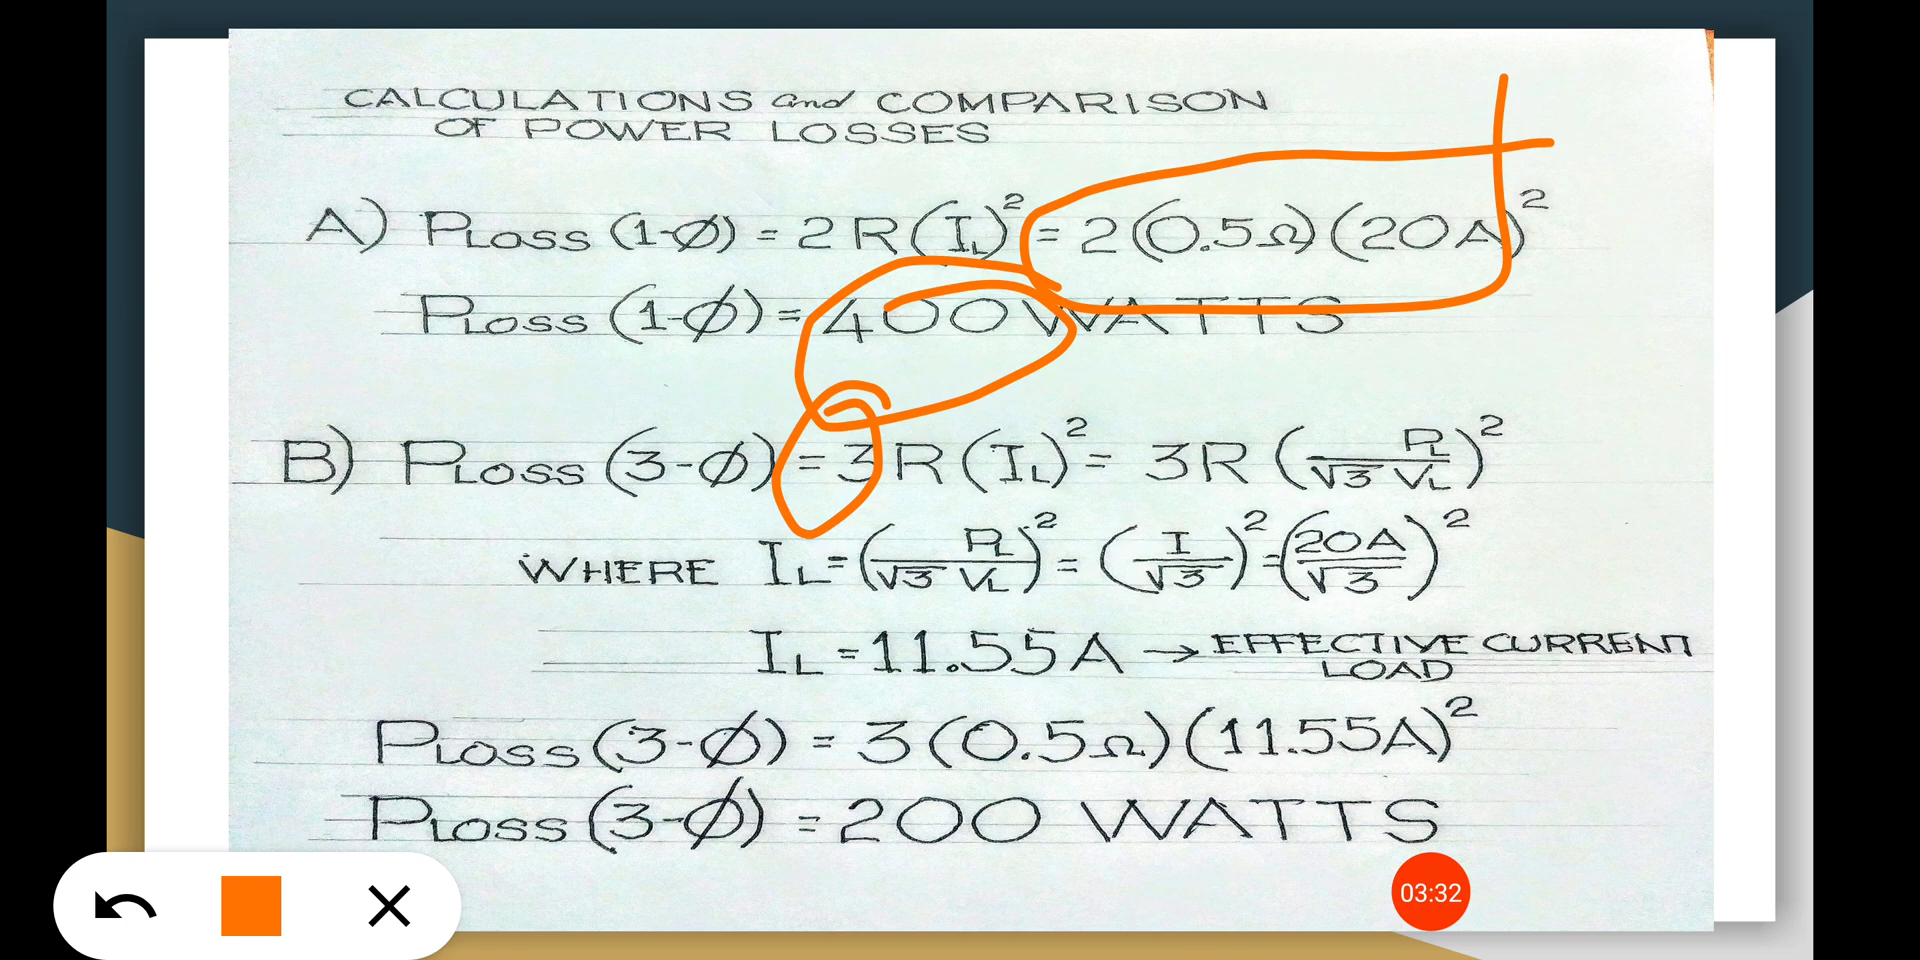 CALCULATIONS and COMPARISON
OF POWER LOSSES
A) PLOSS (1-Ø) = 2R(IL)² = 2(0.5Ω)(20A)²
PLOSS (1-Ø) = 400 WATTS
B) PLOSS (3-Ø) = 3R(IL)² = 3R (PL/√3 VL)²
WHERE IL = (PL/√3 VL)² = (I/√3)² = (20A/√3)²
IL = 11.55A → EFFECTIVE CURRENT
LOAD
PLOSS (3-Ø) = 3(0.5Ω)(11.55A)²
PLOSS (3-Ø) = 200 WATTS
03:32